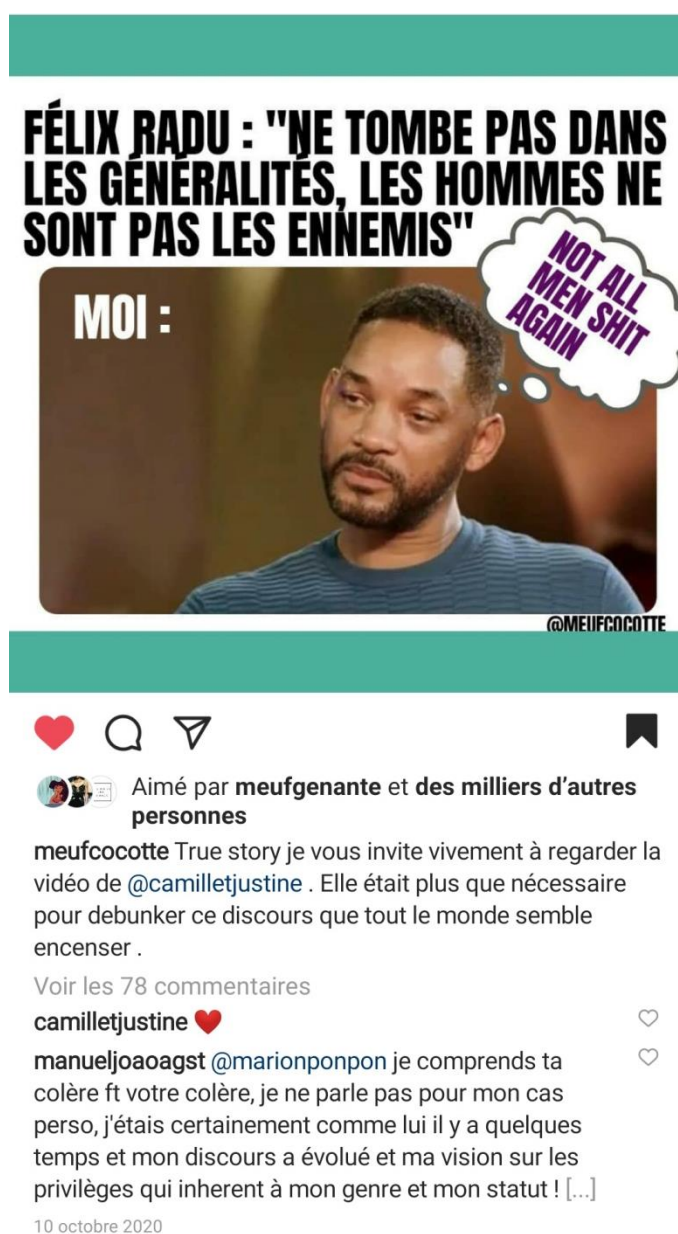 FÉLIX RADU : "NE TOMBE PAS DANS
LES GÉNÉRALITÉS, LES HOMMES NE
SONT PAS LES ENNEMIS"
MOI :
NOT ALL
MEN SHIT
AGAIN
@MEUFCOCOTTE
Aimé par meufgenante et des milliers d’autres
personnes
meufcocotte True story je vous invite vivement à regarder la
vidéo de @camilletjustine . Elle était plus que nécessaire
pour debunker ce discours que tout le monde semble
encenser .
Voir les 78 commentaires
camilletjustine ❤️
manueljoaoagst @marionponpon je comprends ta
colère ft votre colère, je ne parle pas pour mon cas
perso, j'étais certainement comme lui il y a quelques
temps et mon discours a évolué et ma vision sur les
privilèges qui inherent à mon genre et mon statut ! [...]
10 octobre 2020